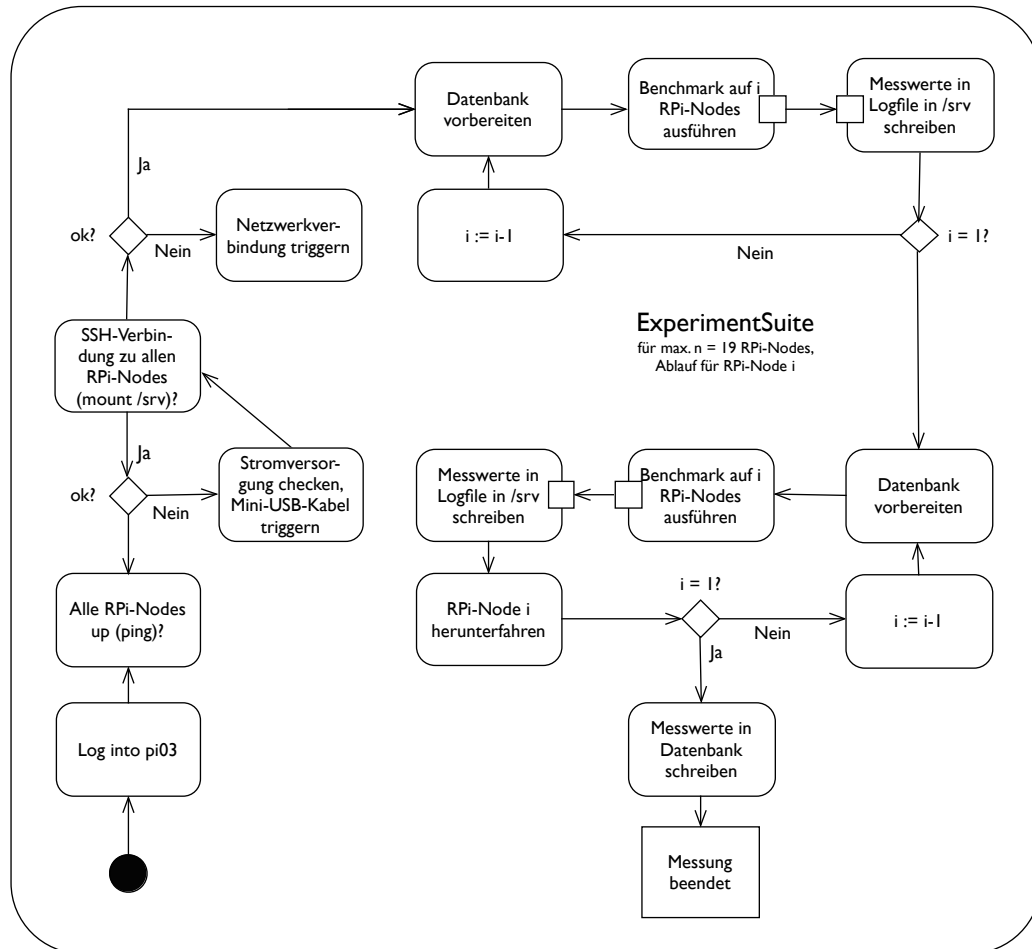 Datenbank
vorbereiten
Benchmark auf i
RPi-Nodes
ausführen
Messwerte in
Logfile in /srv
schreiben
Ja
ok?
Nein
Netzwerkver-
bindung triggern
i := i-1
Nein
i = 1?
SSH-Verbin-
dung zu allen
RPi-Nodes
(mount /srv)?
ExperimentSuite
für max. n = 19 RPi-Nodes,
Ablauf für RPi-Node i
Ja
ok?
Nein
Stromversor-
gung checken,
Mini-USB-Kabel
triggern
Messwerte in
Logfile in /srv
schreiben
Benchmark auf i
RPi-Nodes
ausführen
Datenbank
vorbereiten
Alle RPi-Nodes
up (ping)?
RPi-Node i
herunterfahren
i = 1?
Nein
Ja
i := i-1
Log into pi03
Messwerte in
Datenbank
schreiben
Messung
beendet